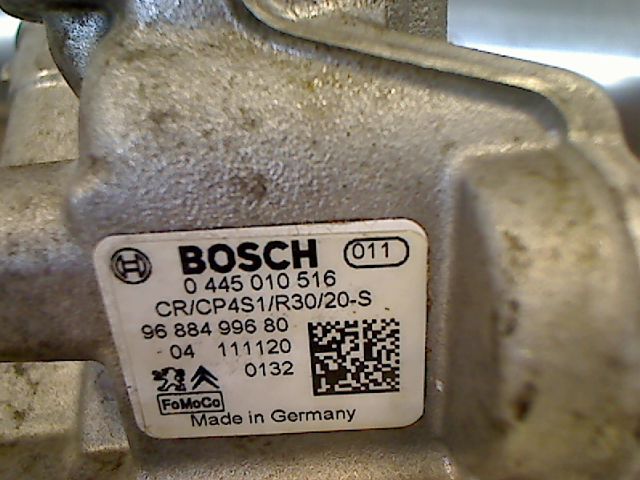 BOSCH 011
0 445 010 516
CR/CP4S1/R30/20-S
96 884 996 80
04 111120
0132
FoMoCo
Made in Germany